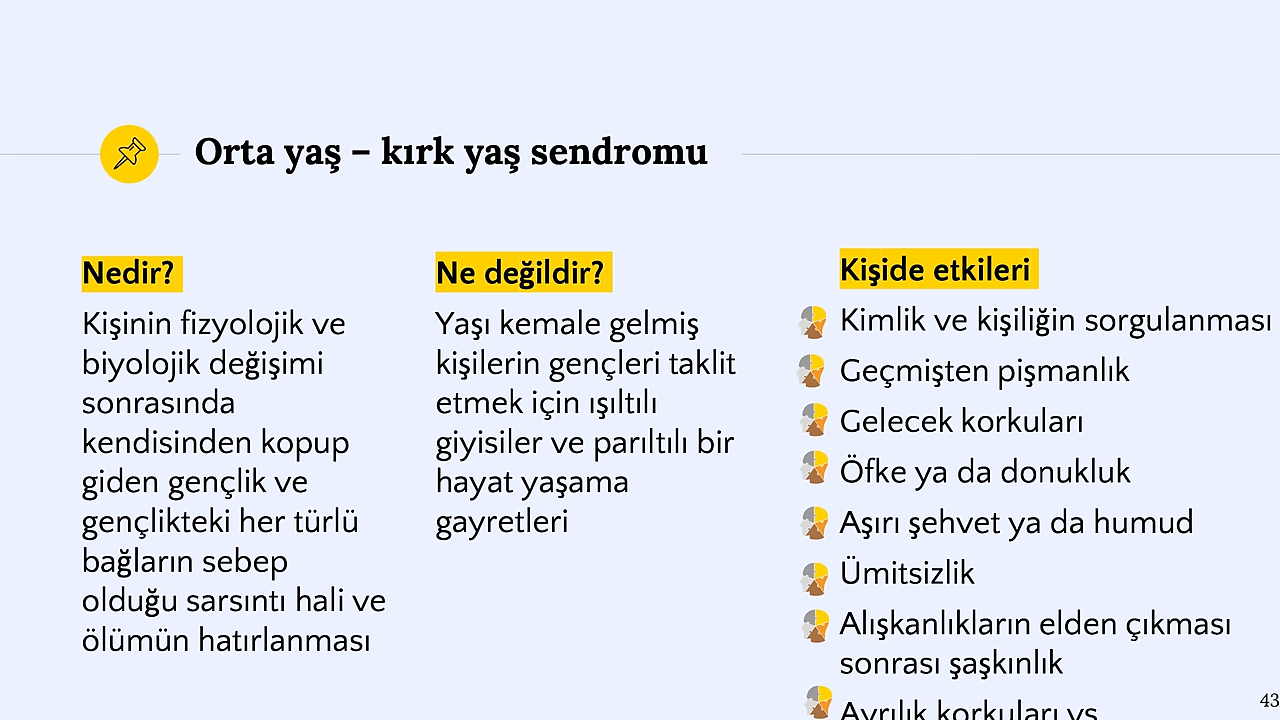 Orta yaş – kırk yaş sendromu
Nedir?
Kişinin fizyolojik ve
biyolojik değişimi
sonrasında
kendisinden kopup
giden gençlik ve
gençlikteki her türlü
bağların sebep
olduğu sarsıntı hali ve
ölümün hatırlanması
Ne değildir?
Yaşı kemale gelmiş
kişilerin gençleri taklit
etmek için ışıltılı
giyisiler ve parıltılı bir
hayat yaşama
gayretleri
Kişide etkileri
Kimlik ve kişiliğin sorgulanması
Geçmişten pişmanlık
Gelecek korkuları
Öfke ya da donukluk
Aşırı şehvet ya da humud
Ümitsizlik
Alışkanlıkların elden çıkması
sonrası şaşkınlık
Ayrılık korkuları vs
43